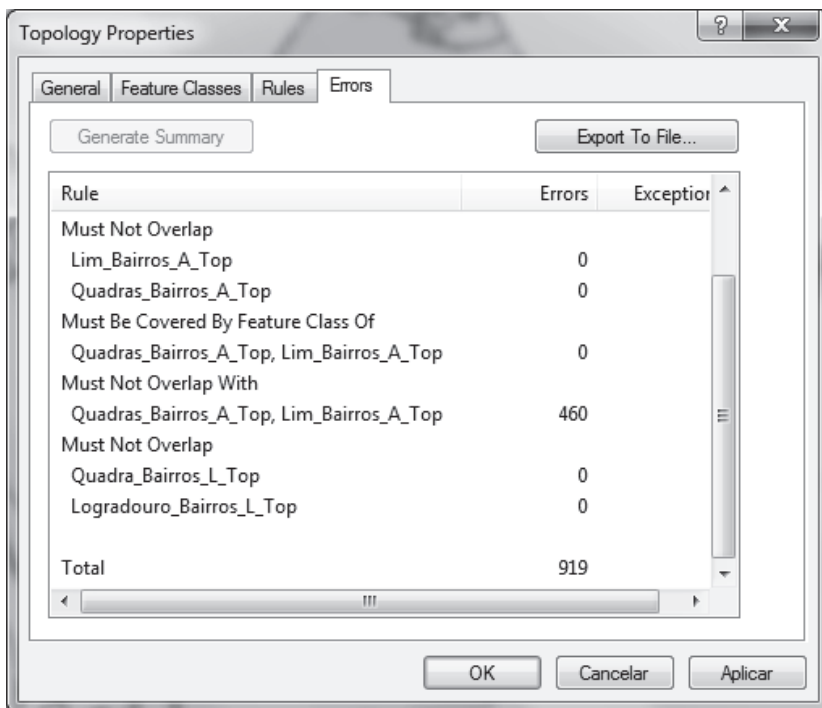 Topology Properties
General Feature Classes Rules Errors
Generate Summary Export To File...
Rule Errors Exception
Must Not Overlap
Lim_Bairros_A_Top 0
Quadras_Bairros_A_Top 0
Must Be Covered By Feature Class Of
Quadras_Bairros_A_Top, Lim_Bairros_A_Top 0
Must Not Overlap With
Quadras_Bairros_A_Top, Lim_Bairros_A_Top 460
Must Not Overlap
Quadra_Bairros_L_Top 0
Logradouro_Bairros_L_Top 0
Total 919
OK Cancelar Aplicar